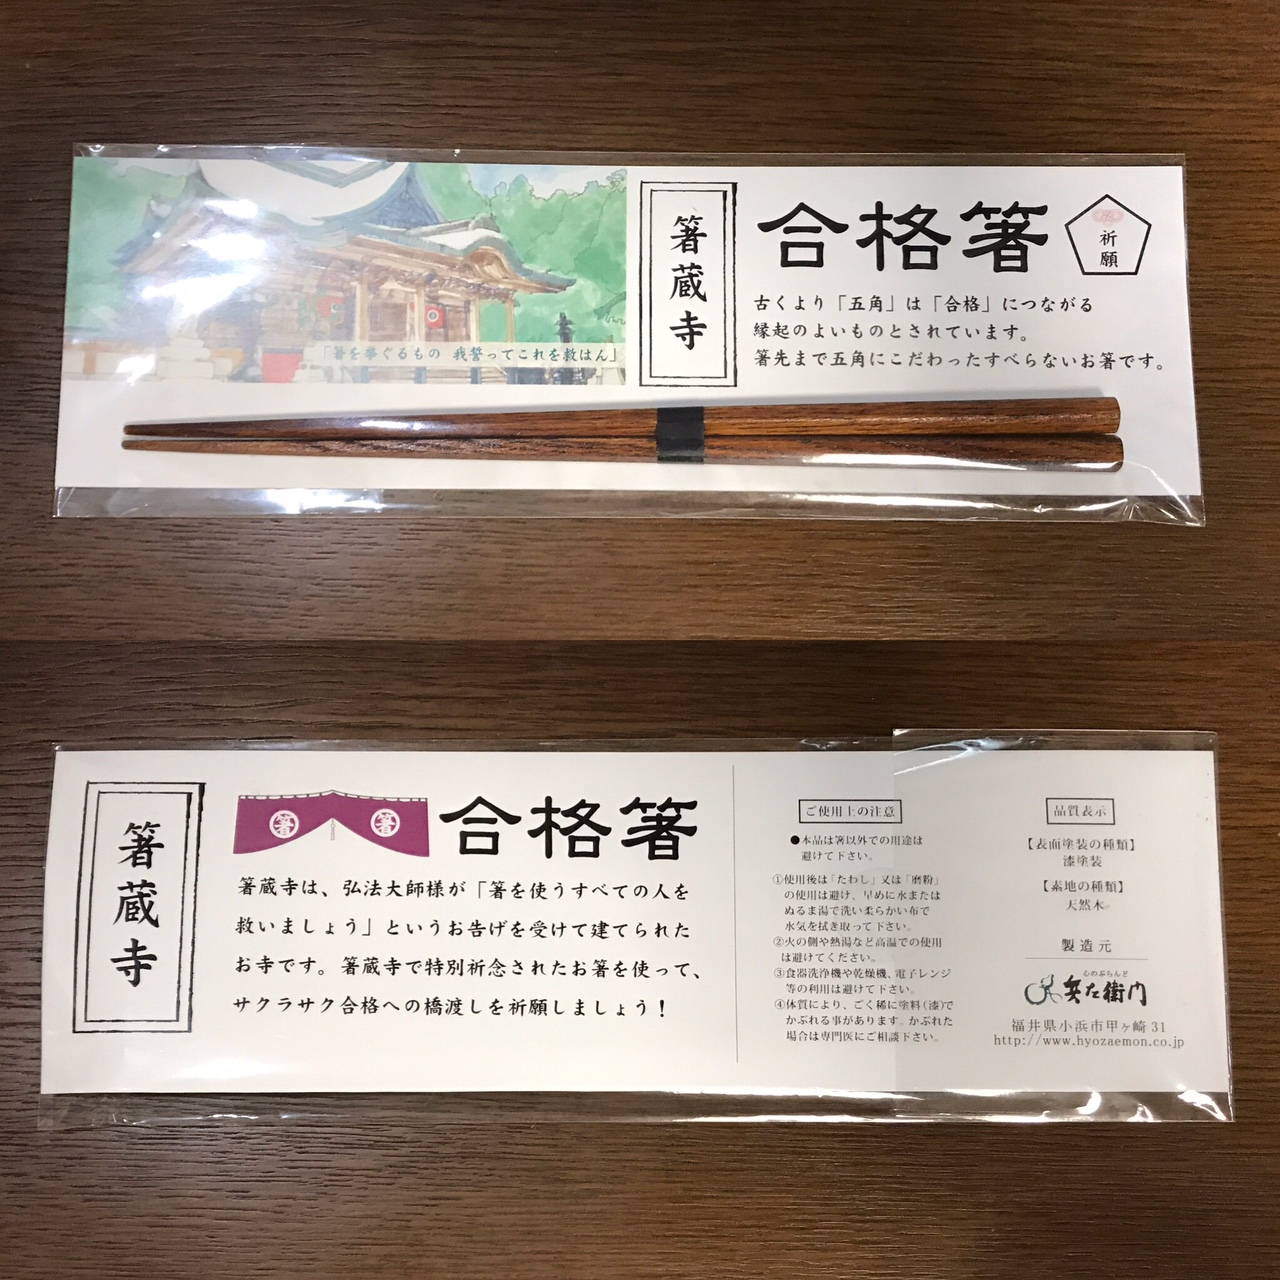 箸蔵寺
合格箸
祈願
古くより「五角」は「合格」につながる
縁起のよいものとされています。
箸先まで五角にこだわったすべらないお箸です。
「箸を挙ぐるもの 我誓ってこれを救はん」
箸蔵寺
箸
箸
合格箸
箸蔵寺は、弘法大師様が「箸を使うすべての人を
救いましょう」というお告げを受けて建てられた
お寺です。箸蔵寺で特別祈念されたお箸を使って、
サクラサク合格への橋渡しを祈願しましょう!
ご使用上の注意
●本品は箸以外での用途は
避けて下さい。
①使用後は「たわし」又は「磨粉」
の使用は避け、早めに水または
ぬるま湯で洗い柔らかい布で
水気を拭き取って下さい。
②火の側や熱湯など高温での使用
は避けてください。
③食器洗浄機や乾燥機、電子レンジ
等の利用は避けて下さい。
④体質により、ごく稀に塗料(漆)で
かぶれる事があります。かぶれた
場合は専門医にご相談下さい。
品質表示
【表面塗装の種類】
漆塗装
【素地の種類】
天然木
製造元
心のぶらんど
兵左衛門
福井県小浜市甲ヶ崎31
http://www.hyozaemon.co.jp